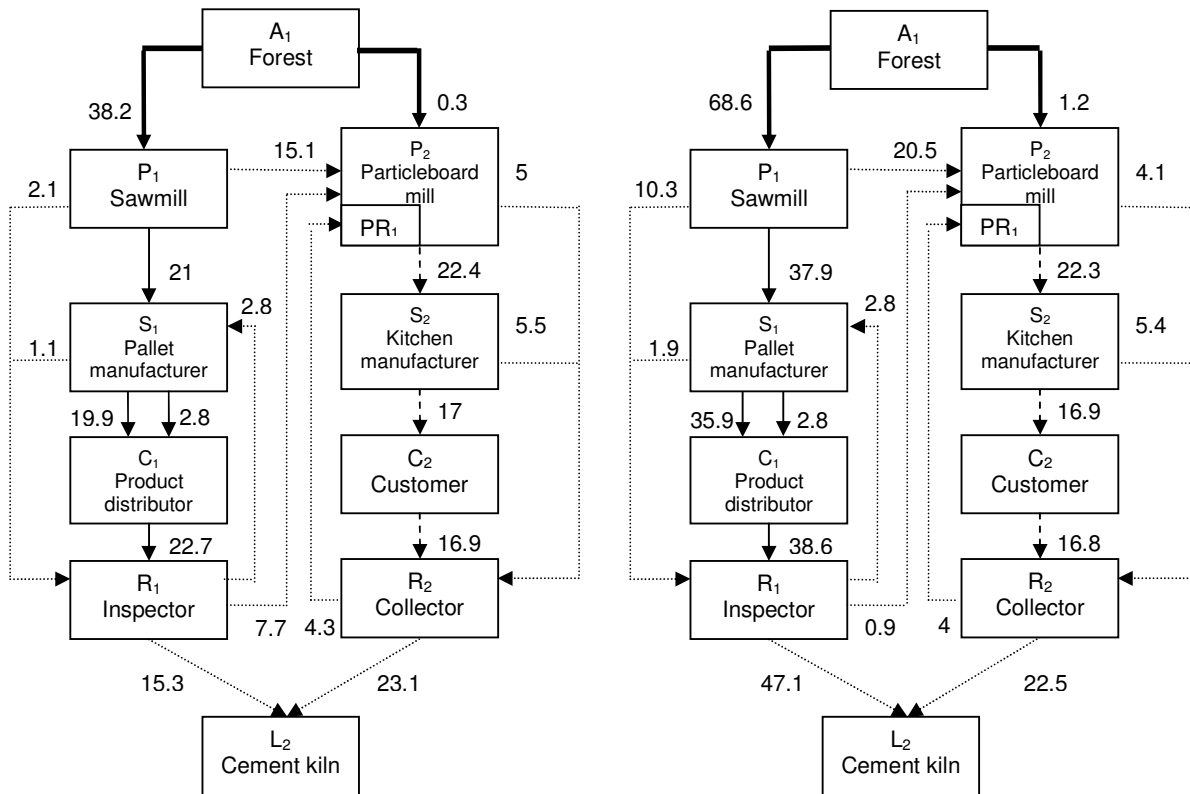 A₁
Forest
38.2
0.3
P₁
Sawmill
2.1
15.1
P₂
Particleboard
mill
5
PR₁
21
22.4
S₁
Pallet
manufacturer
1.1
2.8
S₂
Kitchen
manufacturer
5.5
19.9
2.8
17
C₁
Product
distributor
C₂
Customer
22.7
16.9
R₁
Inspector
R₂
Collector
7.7
4.3
15.3
23.1
L₂
Cement kiln
A₁
Forest
68.6
1.2
P₁
Sawmill
10.3
20.5
P₂
Particleboard
mill
4.1
PR₁
37.9
22.3
S₁
Pallet
manufacturer
1.9
2.8
S₂
Kitchen
manufacturer
5.4
35.9
2.8
16.9
C₁
Product
distributor
C₂
Customer
38.6
16.8
R₁
Inspector
R₂
Collector
0.9
4
47.1
22.5
L₂
Cement kiln